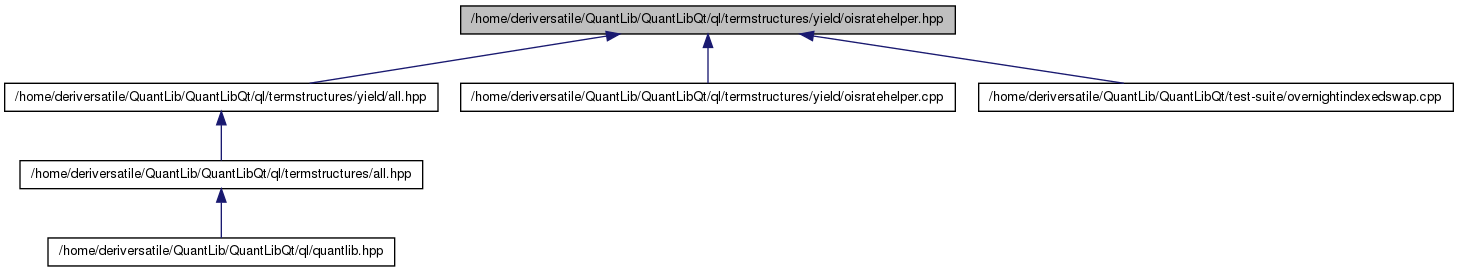 /home/deriversatile/QuantLib/QuantLibQt/ql/termstructures/yield/oisratehelper.hpp
/home/deriversatile/QuantLib/QuantLibQt/ql/termstructures/yield/all.hpp
/home/deriversatile/QuantLib/QuantLibQt/ql/termstructures/yield/oisratehelper.cpp
/home/deriversatile/QuantLib/QuantLibQt/test-suite/overnightindexedswap.cpp
/home/deriversatile/QuantLib/QuantLibQt/ql/termstructures/all.hpp
/home/deriversatile/QuantLib/QuantLibQt/ql/quantlib.hpp